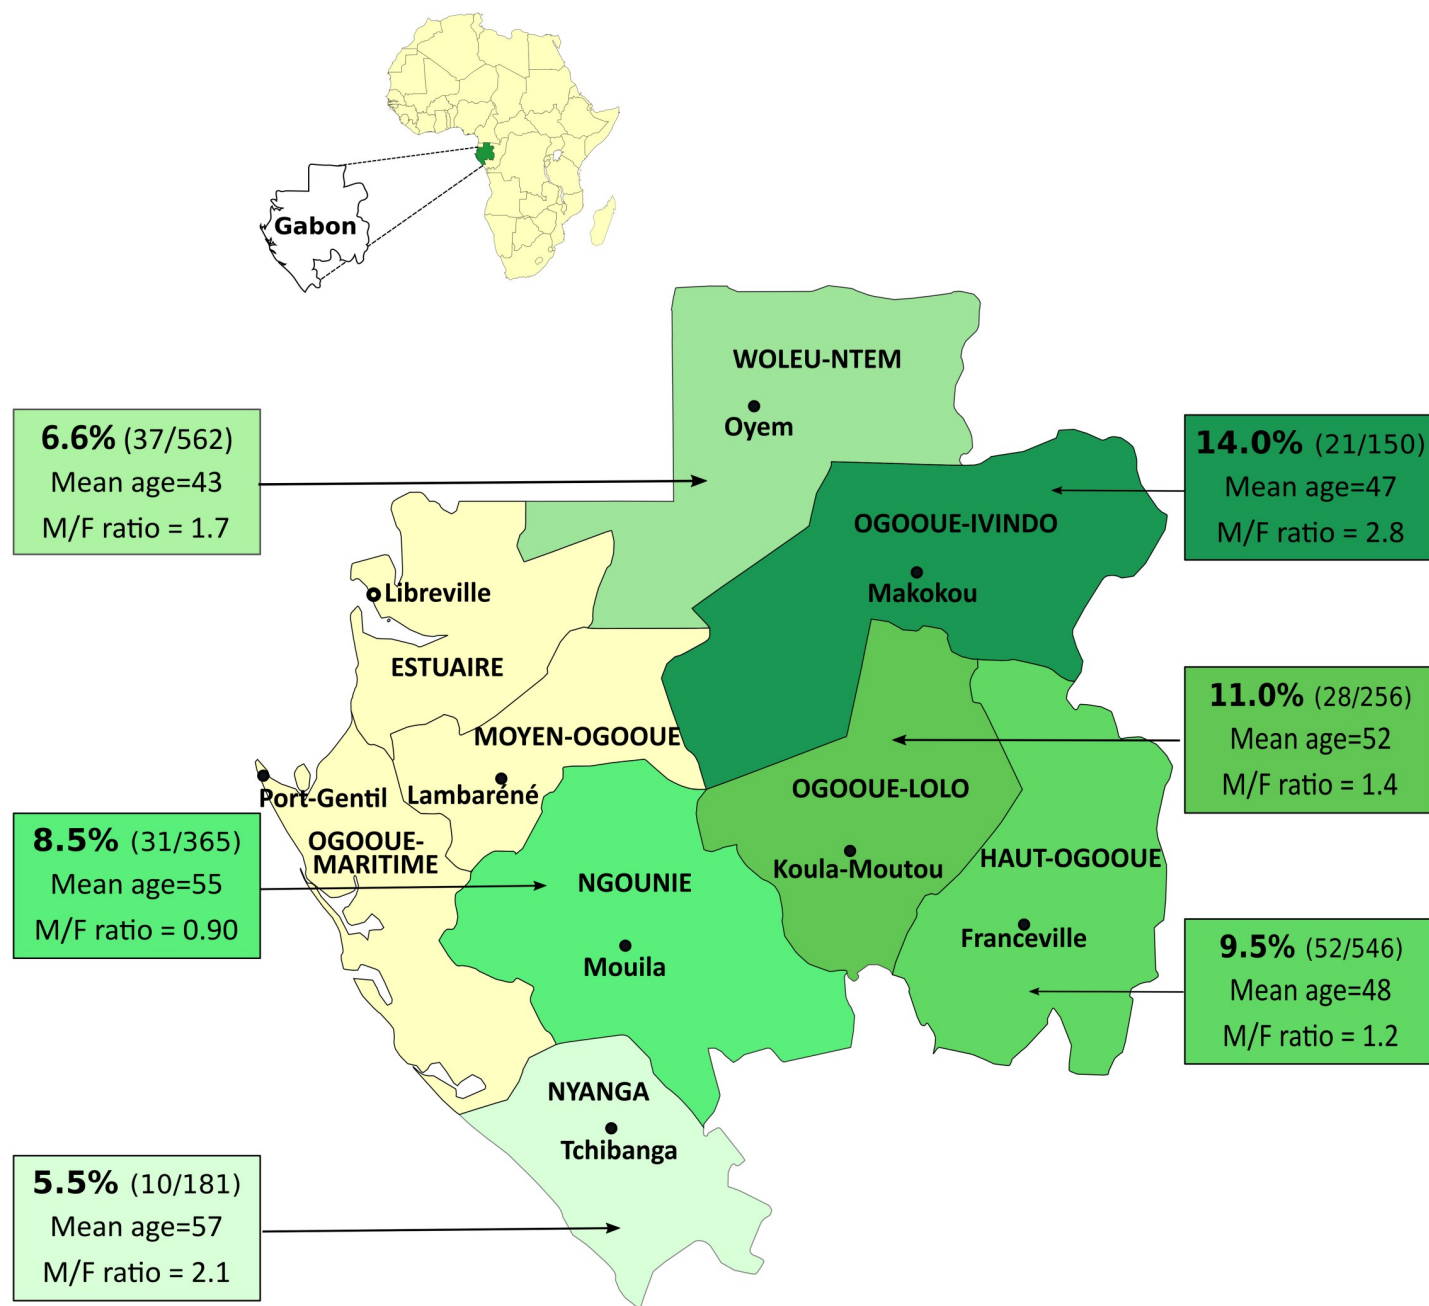 Gabon
WOLEU-NTEM
Oyem
6.6% (37/562)
Mean age=43
M/F ratio = 1.7
14.0% (21/150)
Mean age=47
M/F ratio = 2.8
OGOOUE-IVINDO
Makokou
Libreville
ESTUAIRE
MOYEN-OGOOUE
Lambaréné
Port-Gentil
OGOOUE-
MARITIME
11.0% (28/256)
Mean age=52
M/F ratio = 1.4
OGOOUE-LOLO
Koula-Moutou
HAUT-OGOOUE
Franceville
8.5% (31/365)
Mean age=55
M/F ratio = 0.90
NGOUNIE
Mouila
9.5% (52/546)
Mean age=48
M/F ratio = 1.2
NYANGA
Tchibanga
5.5% (10/181)
Mean age=57
M/F ratio = 2.1